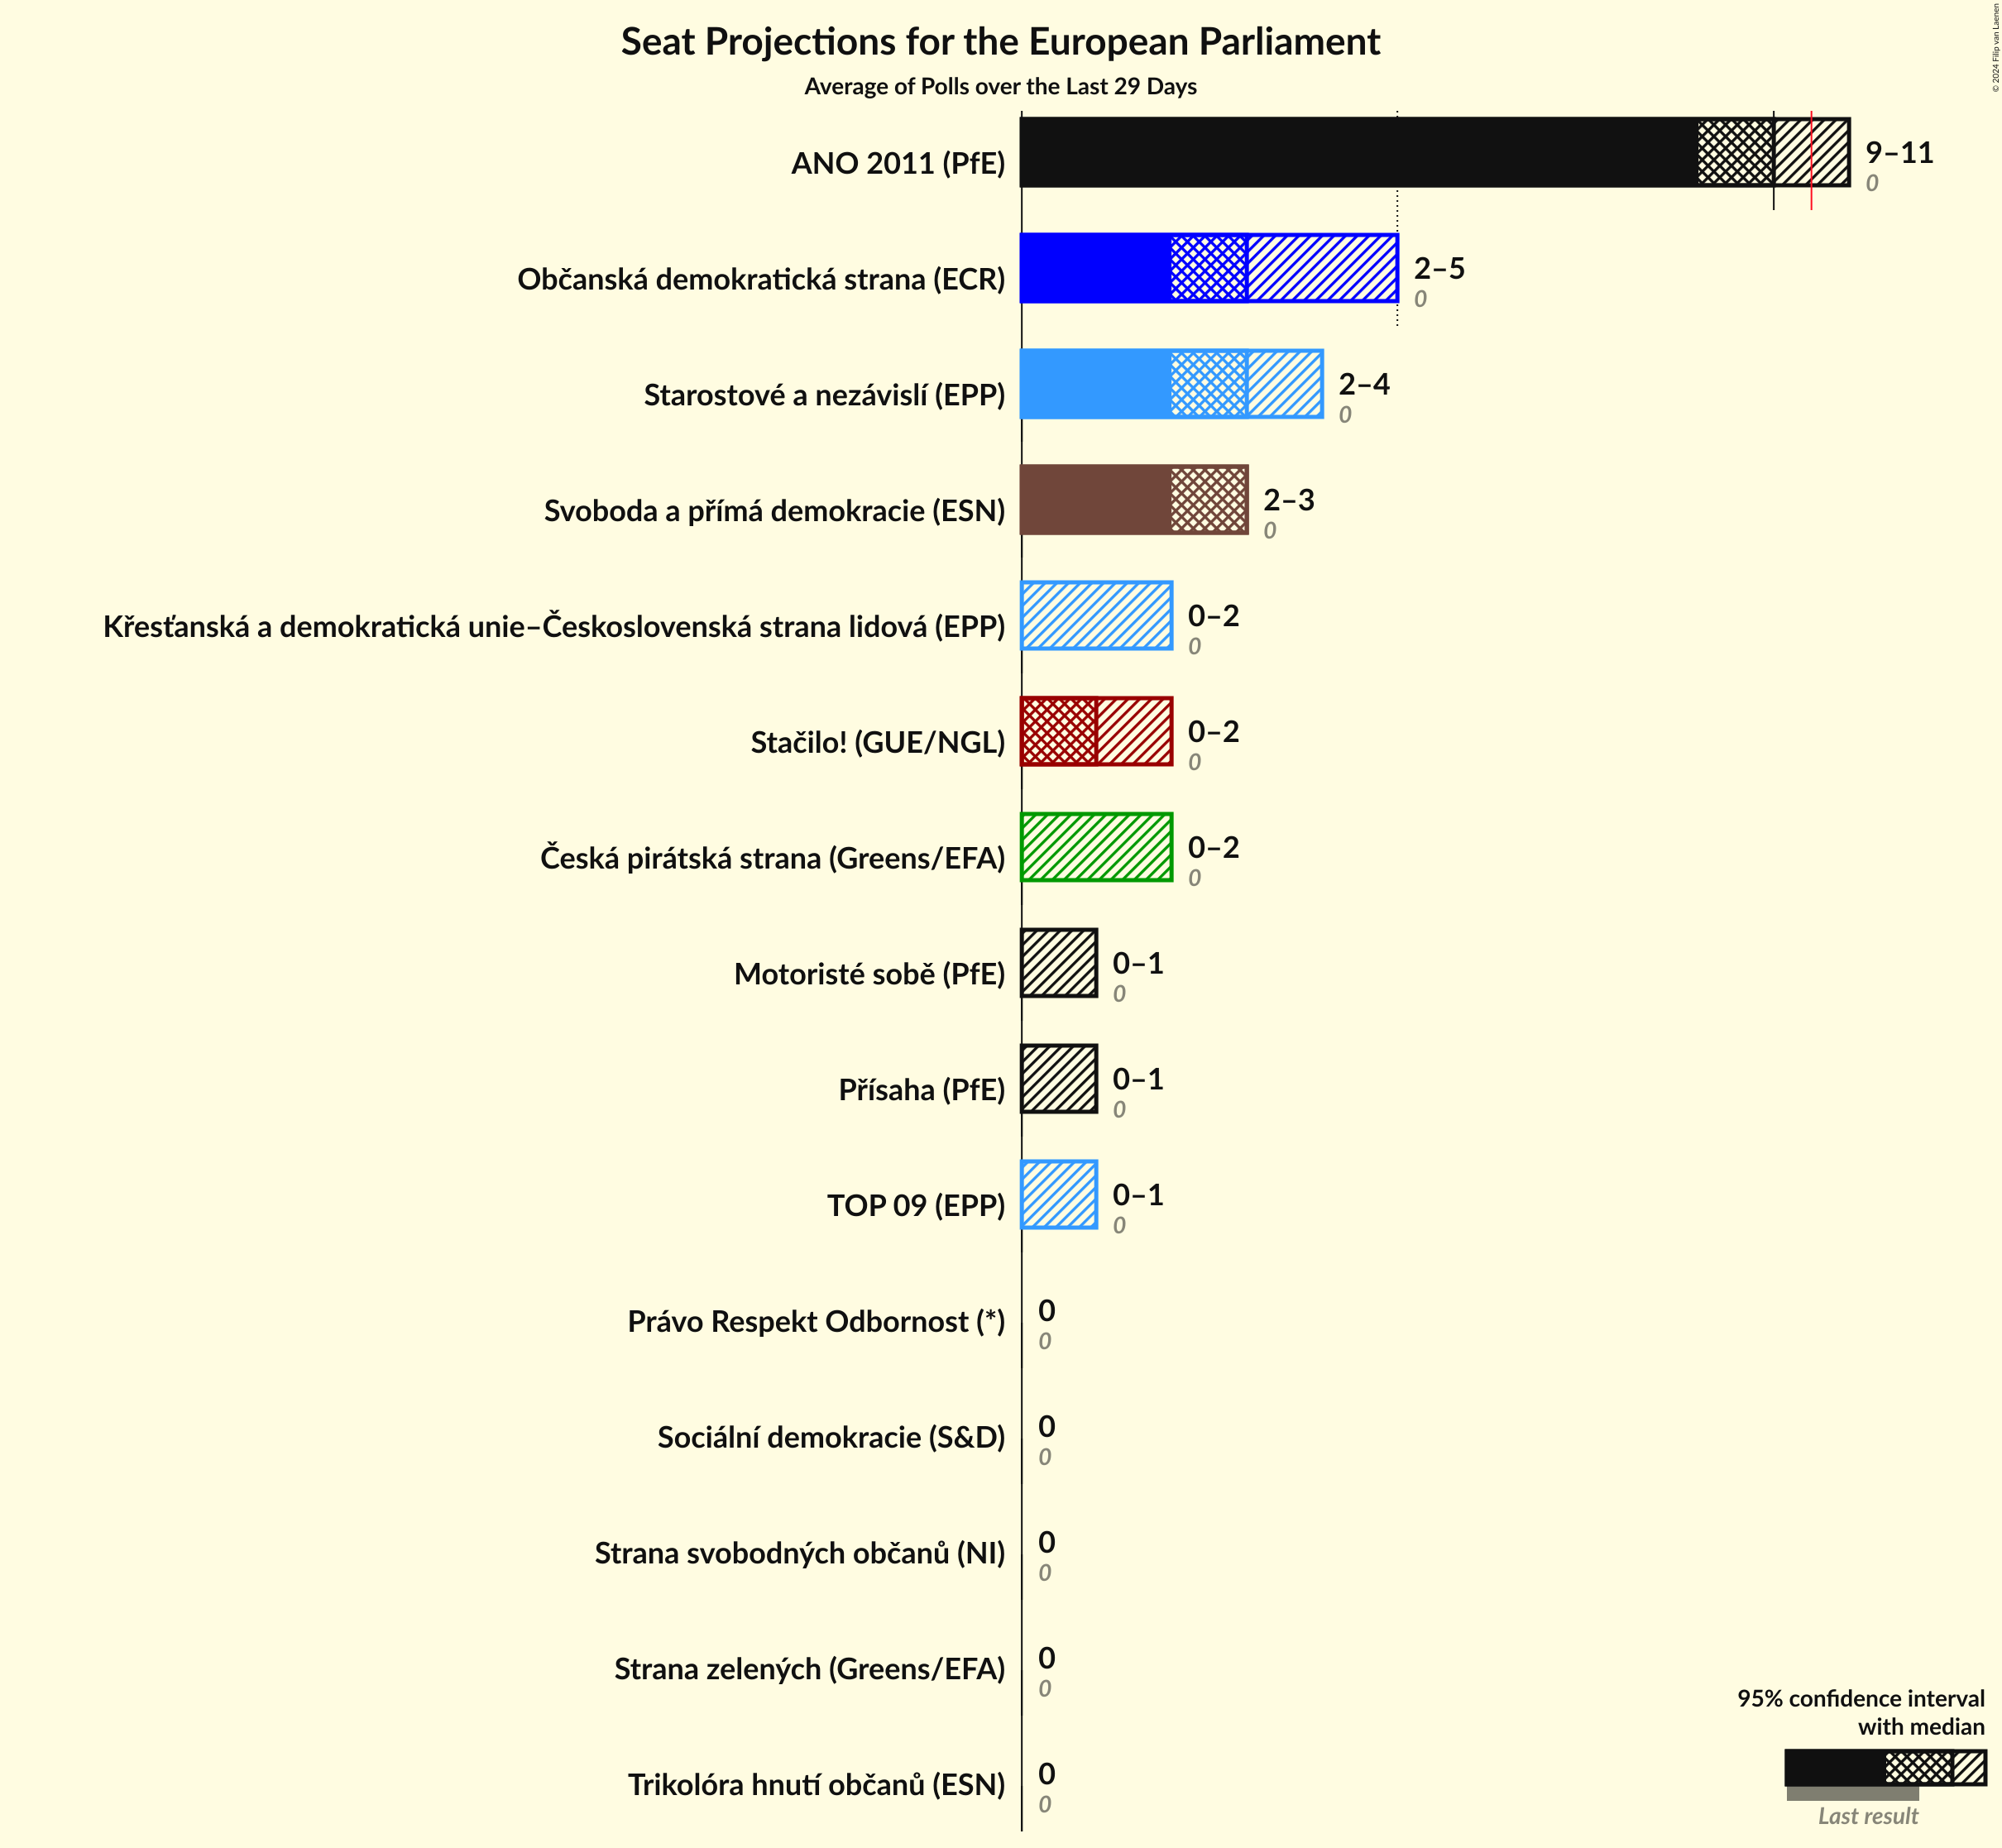 Seat Projections for the European Parliament
Average of Polls over the Last 29 Days
© 2024 Filip van Laenen
ANO 2011 (PfE)
9–11
0
Občanská demokratická strana (ECR)
2–5
0
Starostové a nezávislí (EPP)
2–4
0
Svoboda a přímá demokracie (ESN)
2–3
0
Křesťanská a demokratická unie–Československá strana lidová (EPP)
0–2
0
Stačilo! (GUE/NGL)
0–2
0
Česká pirátská strana (Greens/EFA)
0–2
0
Motoristé sobě (PfE)
0–1
0
Přísaha (PfE)
0–1
0
TOP 09 (EPP)
0–1
0
Právo Respekt Odbornost (*)
0
0
Sociální demokracie (S&D)
0
0
Strana svobodných občanů (NI)
0
0
Strana zelených (Greens/EFA)
0
0
Trikolóra hnutí občanů (ESN)
0
0
95% confidence interval
with median
Last result